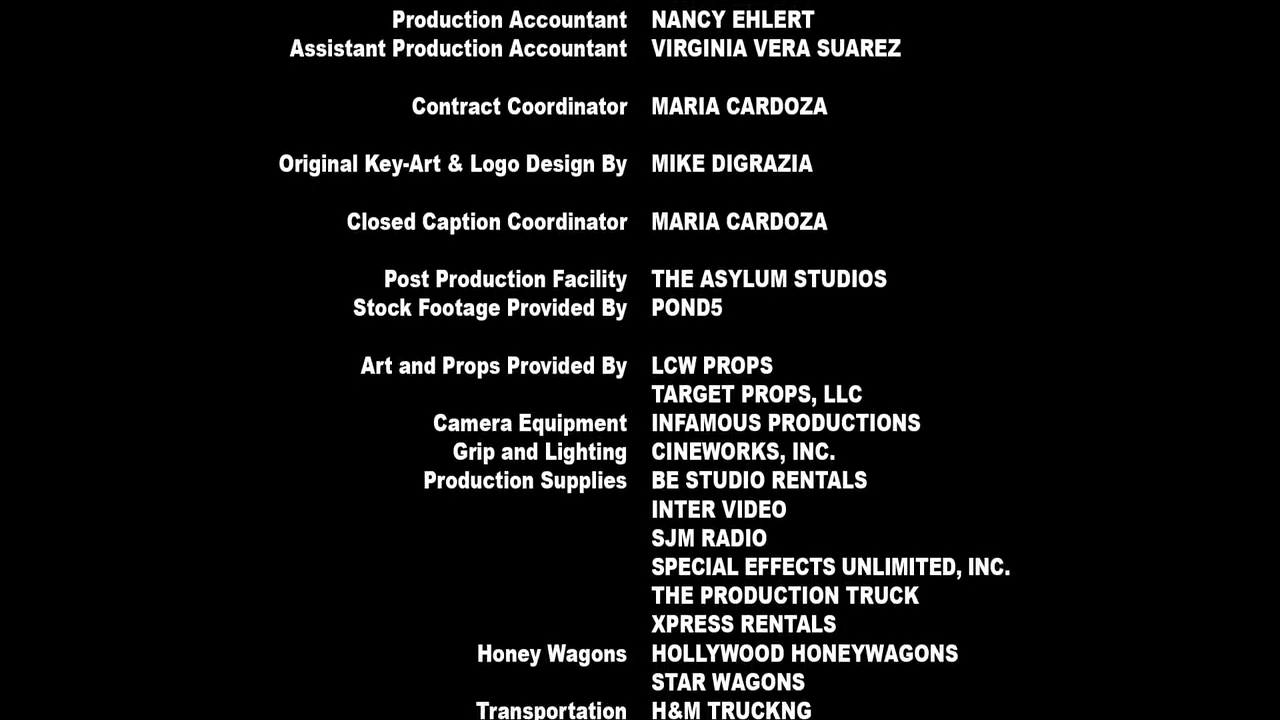 Production Accountant NANCY EHLERT
Assistant Production Accountant VIRGINIA VERA SUAREZ
Contract Coordinator MARIA CARDOZA
Original Key-Art & Logo Design By MIKE DIGRAZIA
Closed Caption Coordinator MARIA CARDOZA
Post Production Facility THE ASYLUM STUDIOS
Stock Footage Provided By POND5
Art and Props Provided By LCW PROPS
TARGET PROPS, LLC
Camera Equipment INFAMOUS PRODUCTIONS
Grip and Lighting CINEWORKS, INC.
Production Supplies BE STUDIO RENTALS
INTER VIDEO
SJM RADIO
SPECIAL EFFECTS UNLIMITED, INC.
THE PRODUCTION TRUCK
XPRESS RENTALS
Honey Wagons HOLLYWOOD HONEYWAGONS
STAR WAGONS
Transportation H&M TRUCKNG